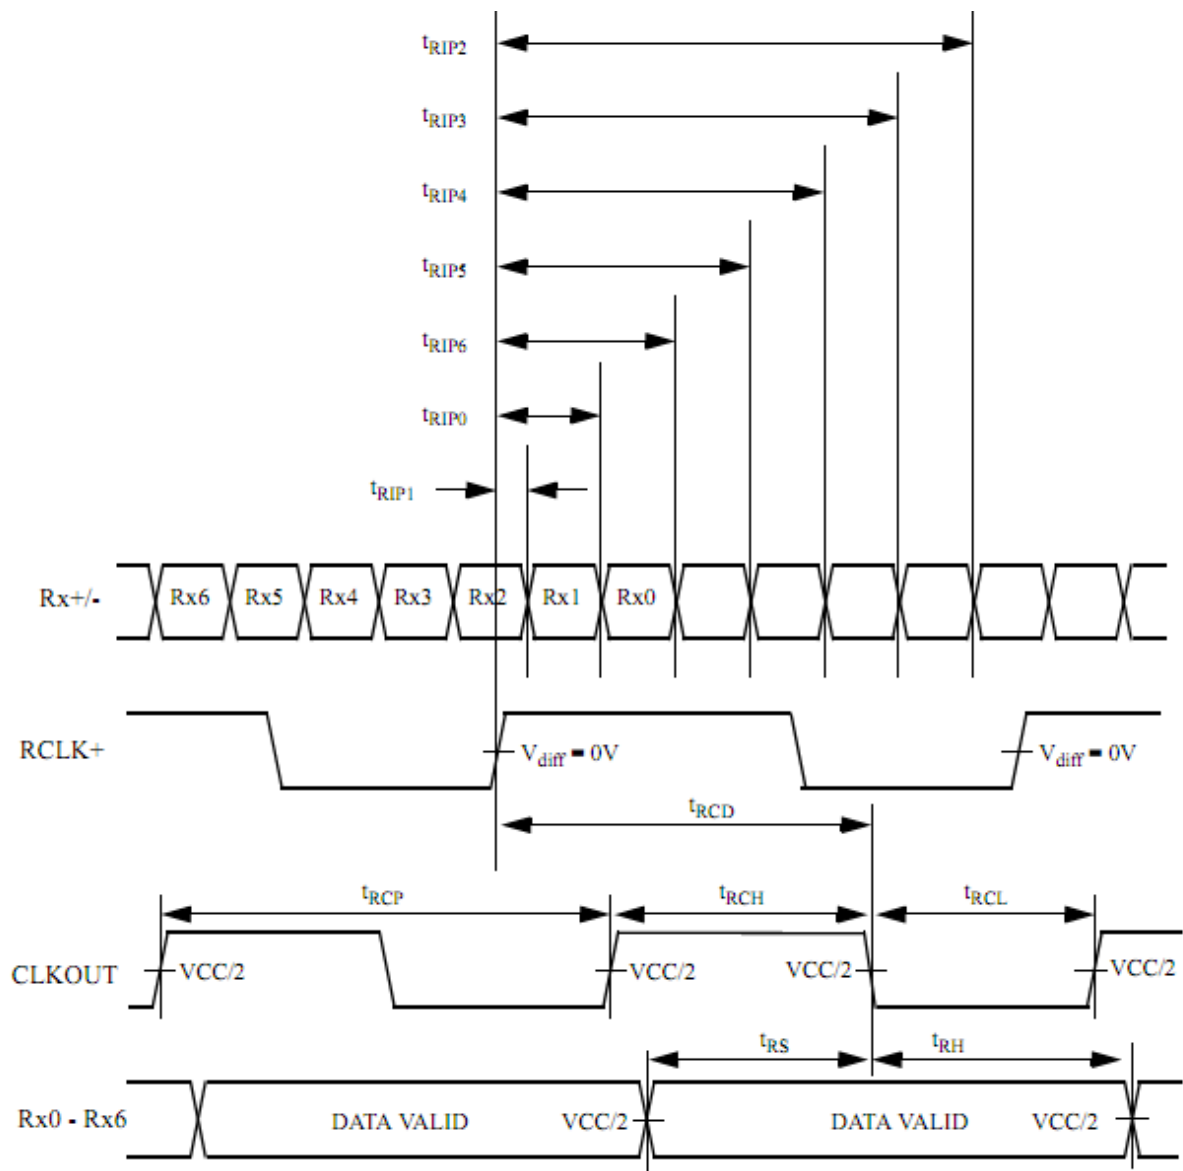 tRIP2
tRIP3
tRIP4
tRIP5
tRIP6
tRIP0
tRIP1
Rx+/- Rx6 Rx5 Rx4 Rx3 Rx2 Rx1 Rx0
RCLK+ Vdiff = 0V Vdiff = 0V
tRCD
tRCP tRCH tRCL
CLKOUT VCC/2 VCC/2 VCC/2 VCC/2
tRS tRH
Rx0 - Rx6 DATA VALID VCC/2 DATA VALID VCC/2